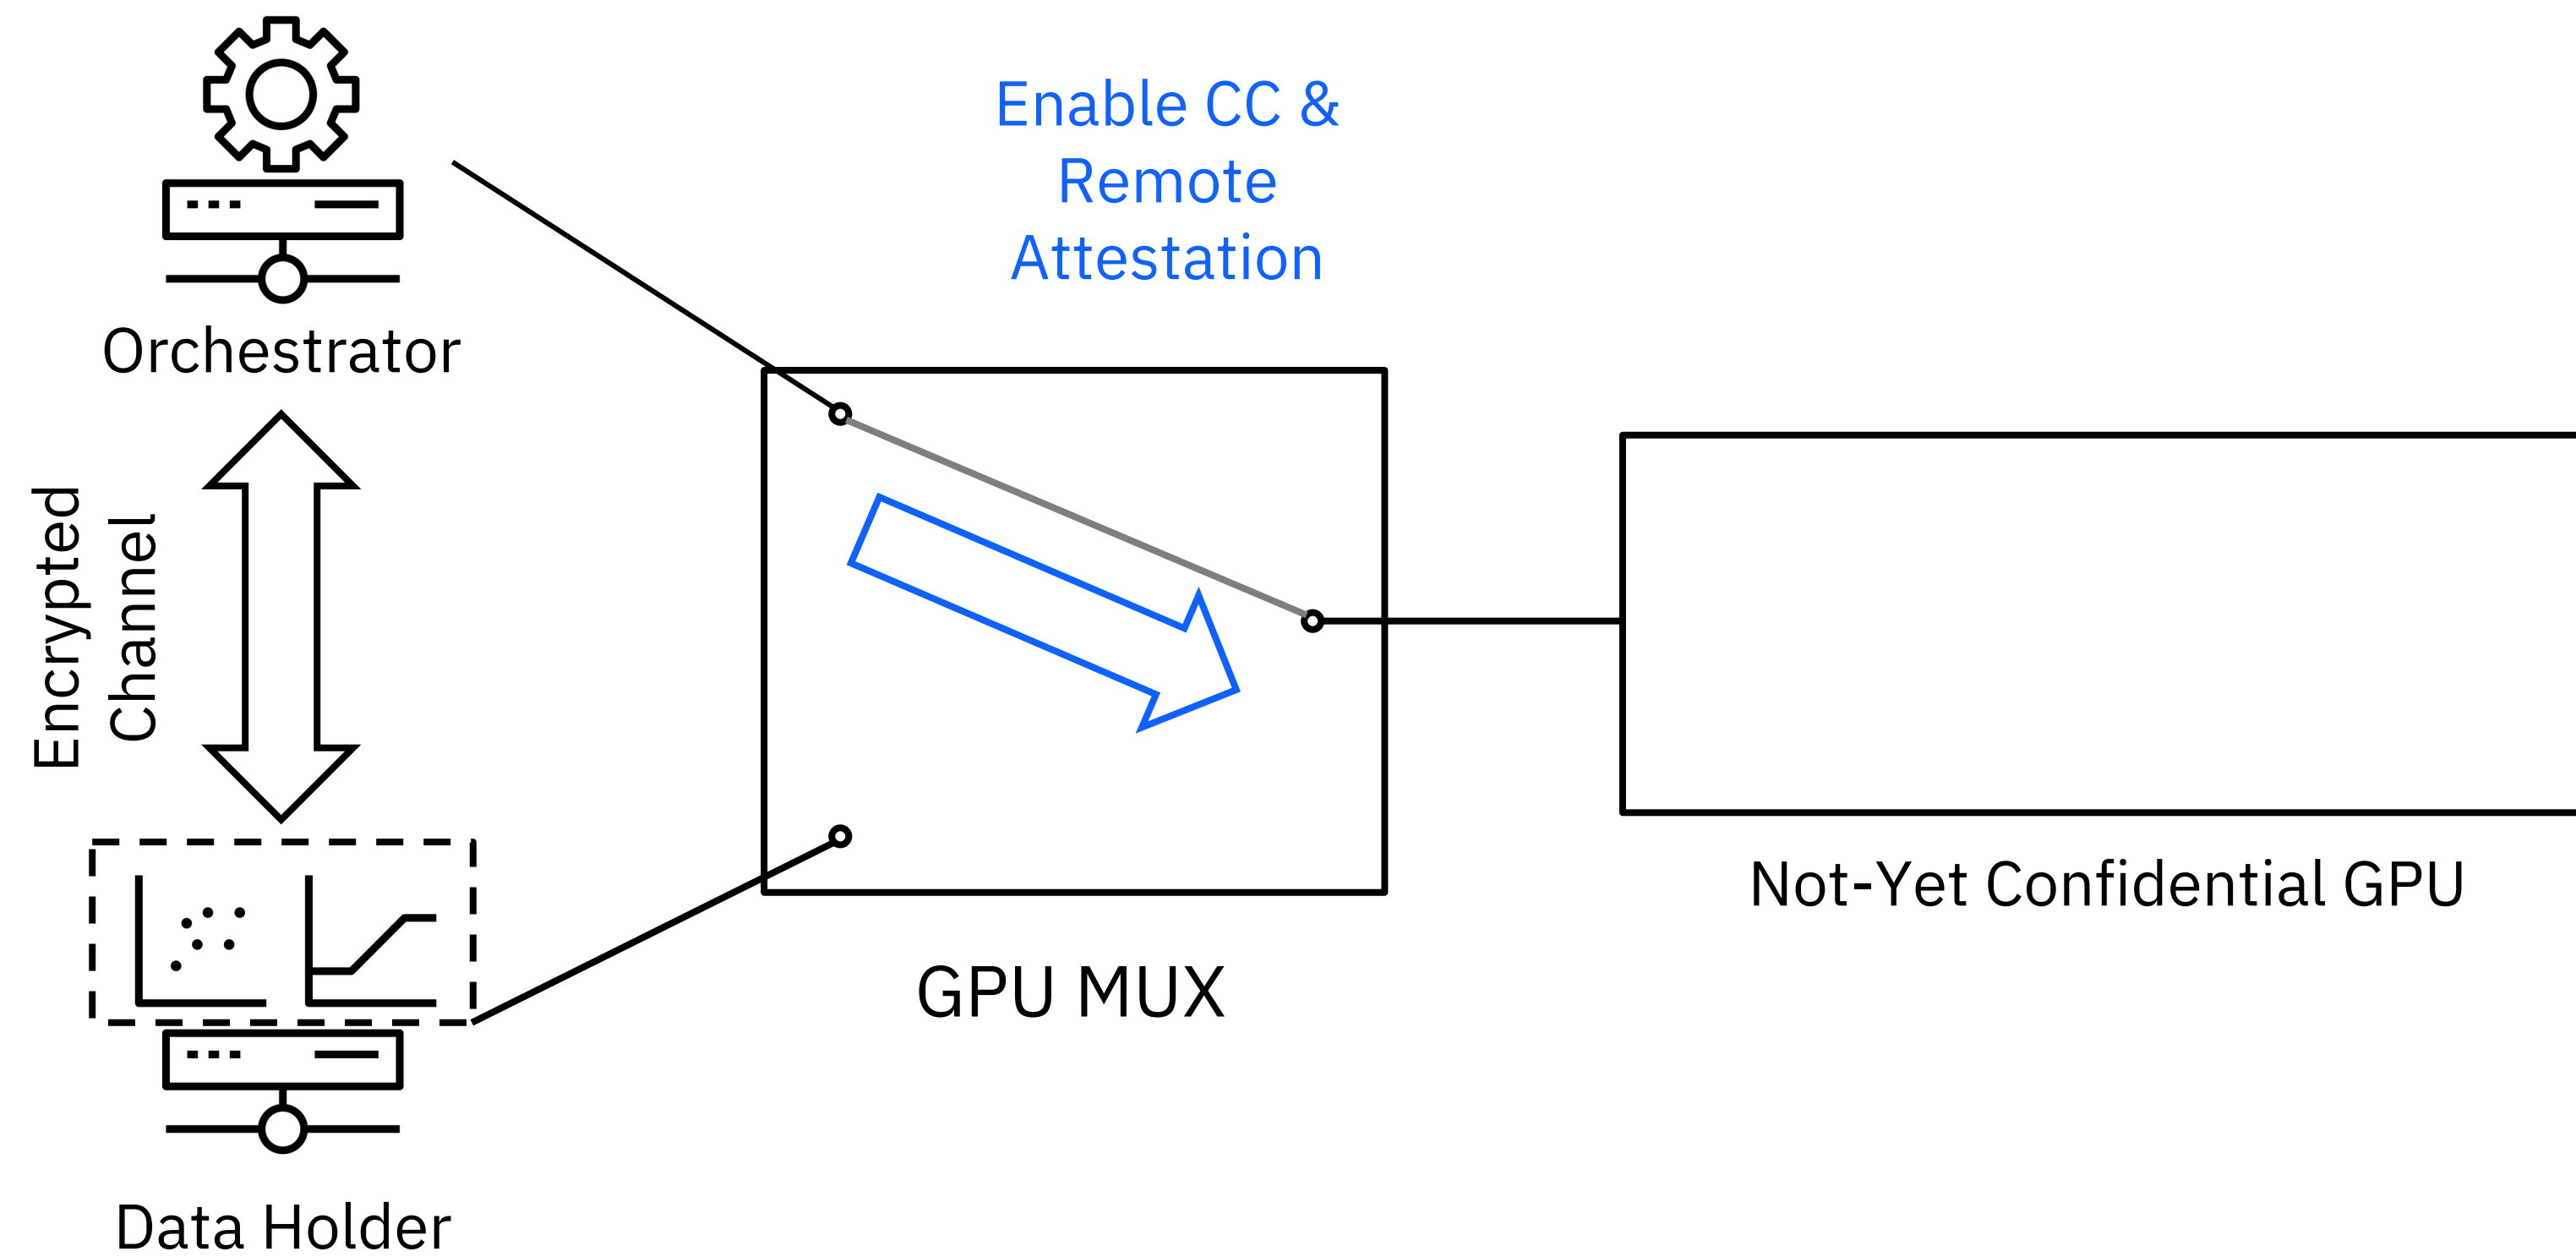 Enable CC &
Remote
Attestation
Orchestrator
Encrypted
Channel
Not-Yet Confidential GPU
GPU MUX
Data Holder